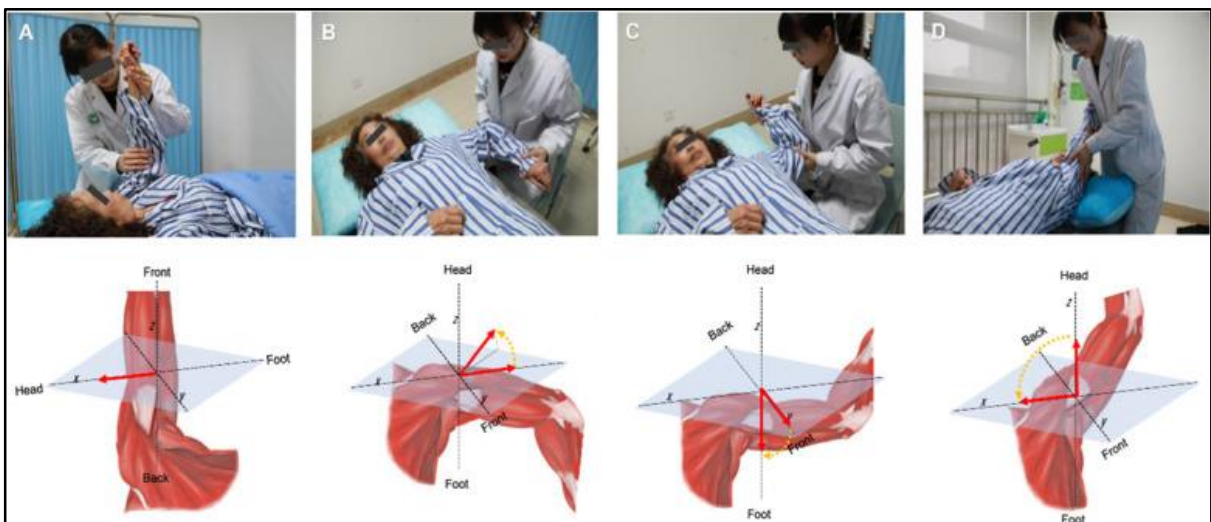 A
B
C
D
Front
z
Foot
Head
x
y
Back
Head
Back
z
x
Front
Foot
Head
Back
z
x
y
Front
Foot
Head
z
Back
x
y
Front
Foot